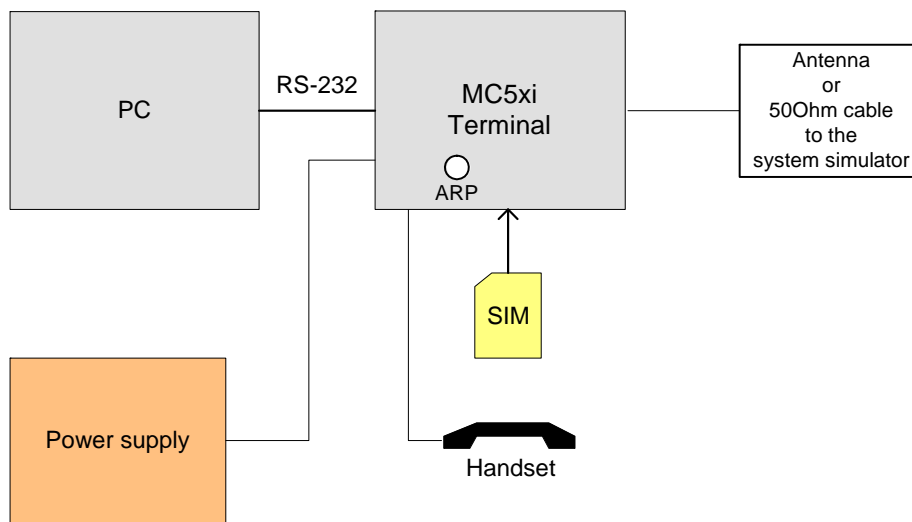 PC
RS-232
MC5xi
Terminal
ARP
Antenna
or
50Ohm cable
to the
system simulator
SIM
Power supply
Handset